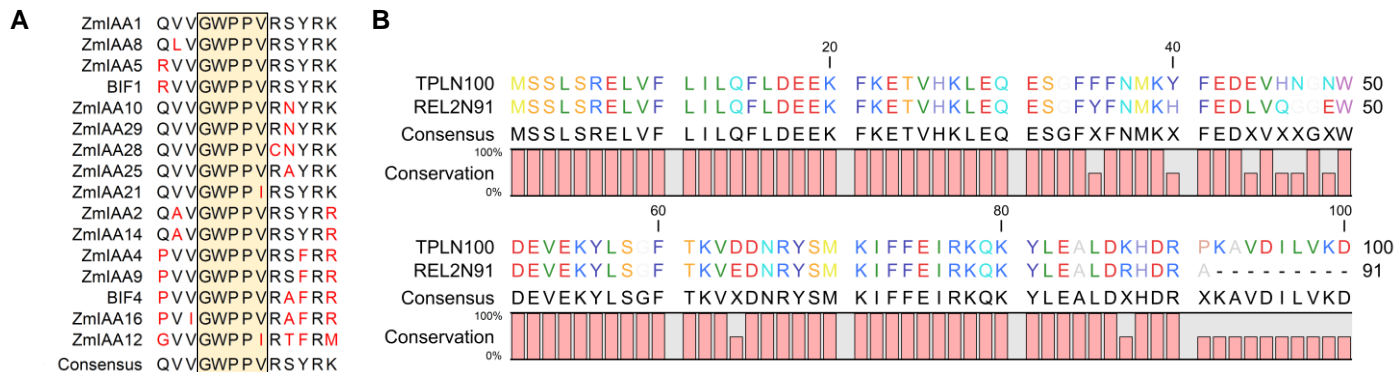 A
ZmIAA1 QVVGWPPVRSYRK
ZmIAA8 QLVGWPPVRSYRK
ZmIAA5 RVVGWPPVRSYRK
BIF1 RVVGWPPVRSYRK
ZmIAA10 QVVGWPPVRNYRK
ZmIAA29 QVVGWPPVRNYRK
ZmIAA28 QVVGWPPVCNYRK
ZmIAA25 QVVGWPPVRAYRK
ZmIAA21 QVVGWPPIRSYRK
ZmIAA2 QAVGWPPVRSYRR
ZmIAA14 QAVGWPPVRSYRR
ZmIAA4 PVVGWPPVRSFRR
ZmIAA9 PVVGWPPVRSFRR
BIF4 PVVGWPPVRAFRR
ZmIAA16 PVIGWPPVRAFRR
ZmIAA12 GVVGWPPIRTFRM
Consensus QVVGWPPVRSYRK
B
20 40
TPLN100 MSSLSRELVF LILQFLDEEK FKETVHKLEQ ESGFFFNMKY FEDEVHNGNW 50
REL2N91 MSSLSRELVF LILQFLDEEK FKETVHKLEQ ESGFYFNMKH FEDLVQGGEW 50
Consensus MSSLSRELVF LILQFLDEEK FKETVHKLEQ ESGFXFNMKX FEDXVXXGXW
100%
Conservation
0%
60 80 100
TPLN100 DEVEKYLSGF TKVDDNRYSM KIFFEIRKQK YLEALDKHDR PKAVDILVKD 100
REL2N91 DEVEKYLSGF TKVEDNRYSM KIFFEIRKQK YLEALDRHDR A--------- 91
Consensus DEVEKYLSGF TKVXDNRYSM KIFFEIRKQK YLEALDXHDR XKAVDILVKD
100%
Conservation
0%